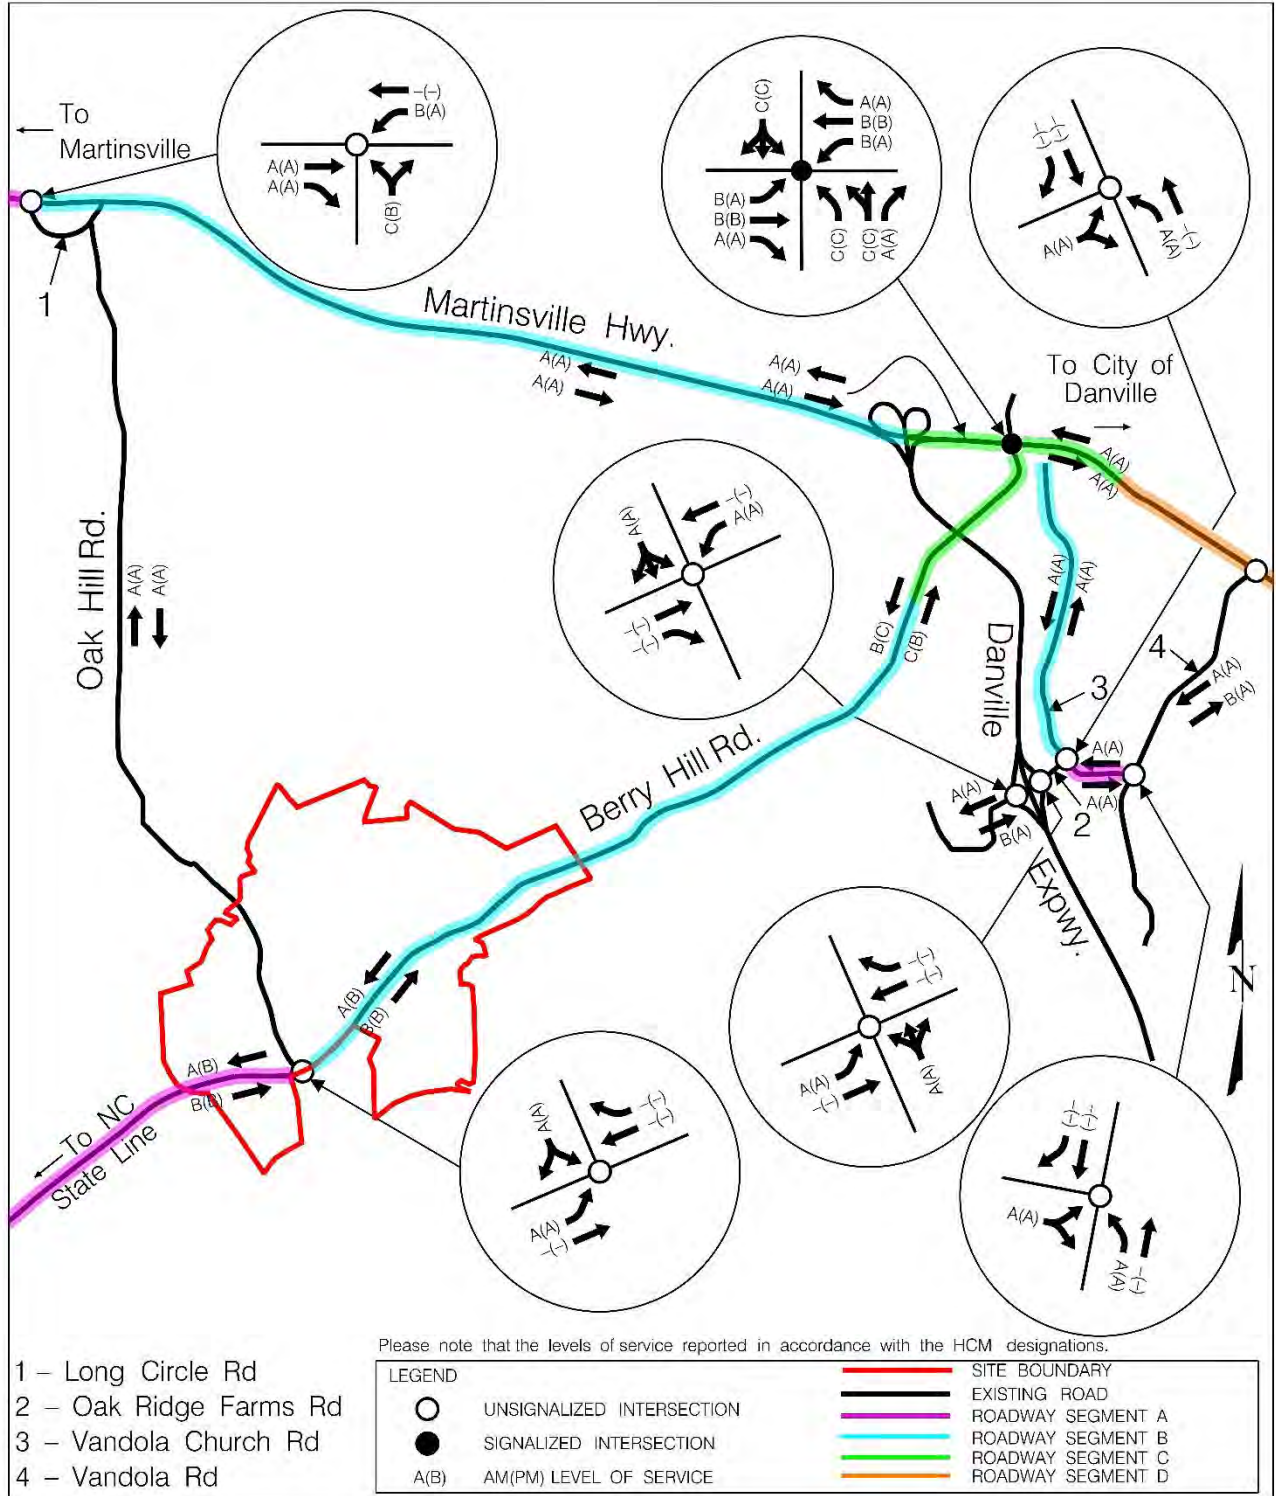 To
Martinsville
–(–)
B(A)
A(A)
A(A)
C(B)
C(C)
A(A)
B(B)
B(A)
B(A)
B(B)
A(A)
C(C)
C(C)
A(A)
–(–)
–(–)
A(A)
A(A)
–(–)
1
Martinsville Hwy.
A(A)
A(A)
A(A)
A(A)
To City of
Danville
A(A)
A(A)
Oak Hill Rd.
A(A)
A(A)
A(A)
–(–)
A(A)
–(–)
–(–)
B(C)
C(B)
Danville
Expwy.
A(A)
A(A)
3
4
A(A)
B(A)
A(A)
A(A)
2
A(A)
B(A)
Berry Hill Rd.
A(B)
B(B)
A(B)
To NC
State Line
A(A)
–(–)
–(–)
A(A)
–(–)
–(–)
–(–)
A(A)
–(–)
A(A)
N
–(–)
–(–)
A(A)
A(A)
–(–)
Please note that the levels of service reported in accordance with the HCM designations.
1 – Long Circle Rd
2 – Oak Ridge Farms Rd
3 – Vandola Church Rd
4 – Vandola Rd
LEGEND
UNSIGNALIZED INTERSECTION
SIGNALIZED INTERSECTION
A(B) AM(PM) LEVEL OF SERVICE
SITE BOUNDARY
EXISTING ROAD
ROADWAY SEGMENT A
ROADWAY SEGMENT B
ROADWAY SEGMENT C
ROADWAY SEGMENT D